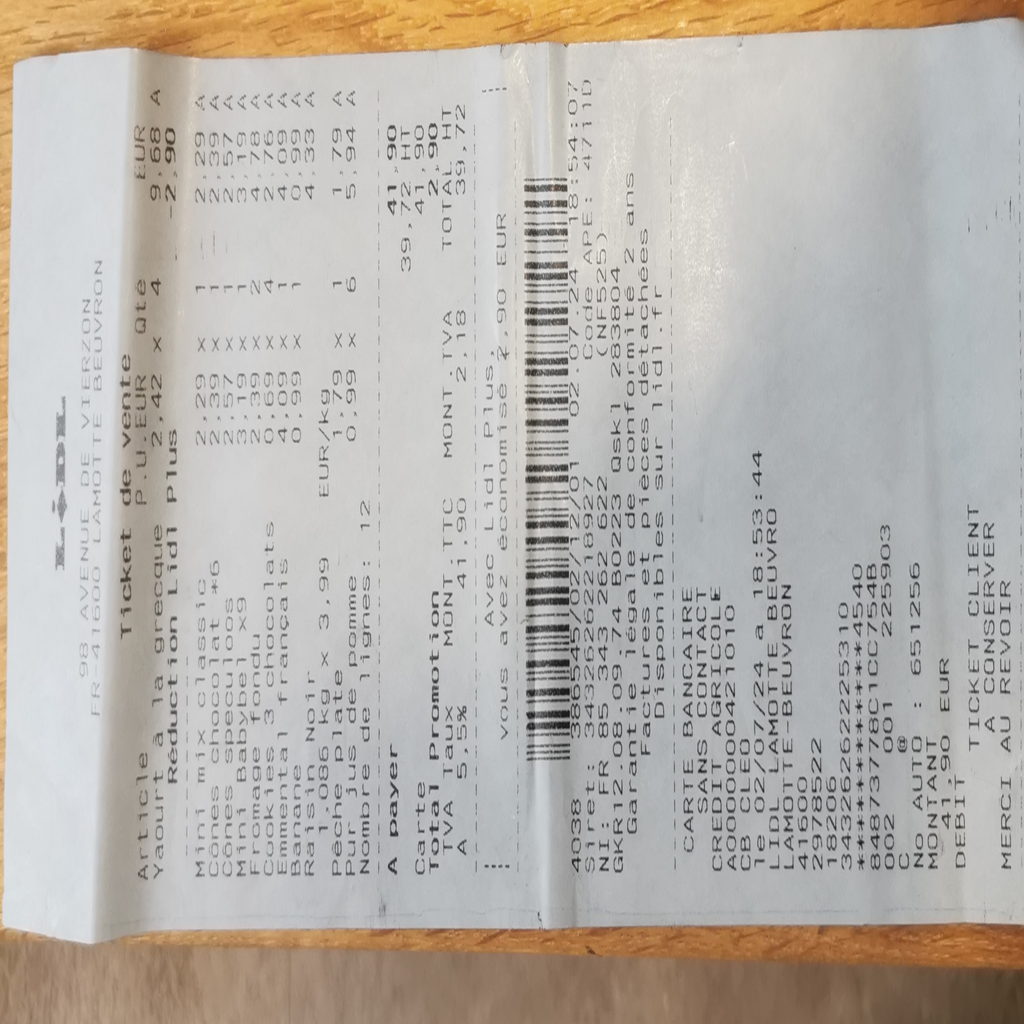 LIDL
98 AVENUE DE VIERZON
FR-41600 LAMOTTE BEUVRON
Ticket de vente
Article P.U.EUR x Qté EUR
Yaourt à la grecque 2,42 x 4 9,68 A
Réduction Lidl Plus -2,90
Mini mix classic 2,29 x 1 2,29 A
Cônes chocolat *6 2,39 x 1 2,39 A
Cônes speculoos 2,57 x 1 2,57 A
Mini Babybel x9 3,19 x 1 3,19 A
Fromage fondu 2,39 x 2 4,78 A
Cookies 3 chocolats 0,69 x 4 2,76 A
Emmental français 4,09 x 1 4,09 A
Banane 0,99 x 1 0,99 A
Raisin Noir 4,33 A
1,086 kg x 3,99 EUR/kg
Pêche plate 1,79 x 1 1,79 A
Pur jus de pomme 0,99 x 6 5,94 A
Nombre de lignes: 12
A payer 41,90
39,72 HT
Carte 41,90
Total Promotion 2,90
TVA Taux MONT.TTC MONT.TVA TOTAL HT
A 5,5% 41,90 2,18 39,72
Avec Lidl Plus,
vous avez économisé 2,90 EUR
4038 386545/02/12/01 02.07.24 18:54:07
Siret: 34326262218927 Code APE: 4711D
NI: FR 85 343 262 622 (NF525)
GKR12.08.09.74 B0223 Qsk1 283804
Garantie légale de conformité 2 ans
Factures et pièces détachées
Disponibles sur lidl.fr
CARTE BANCAIRE
SANS CONTACT
CREDIT AGRICOLE
A0000000421010
CB CLEO
le 02/07/24 a 18:53:44
LIDL LAMOTTE BEUVRO
LAMOTTE-BEUVRON
41600
2978522
18206
34326262225310
************4540
848737778C1CC754B
002 001 225903
C @
No AUTO : 651256
MONTANT
41,90 EUR
DEBIT
TICKET CLIENT
A CONSERVER
MERCI AU REVOIR